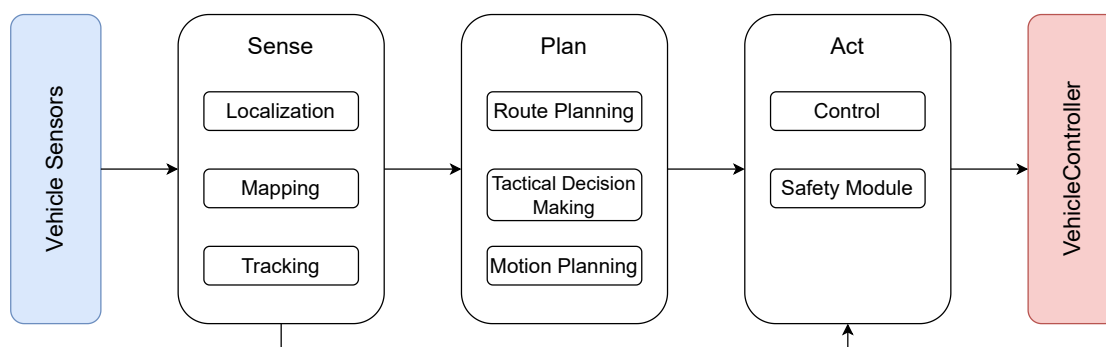 Vehicle Sensors
Sense
Localization
Mapping
Tracking
Plan
Route Planning
Tactical Decision
Making
Motion Planning
Act
Control
Safety Module
VehicleController